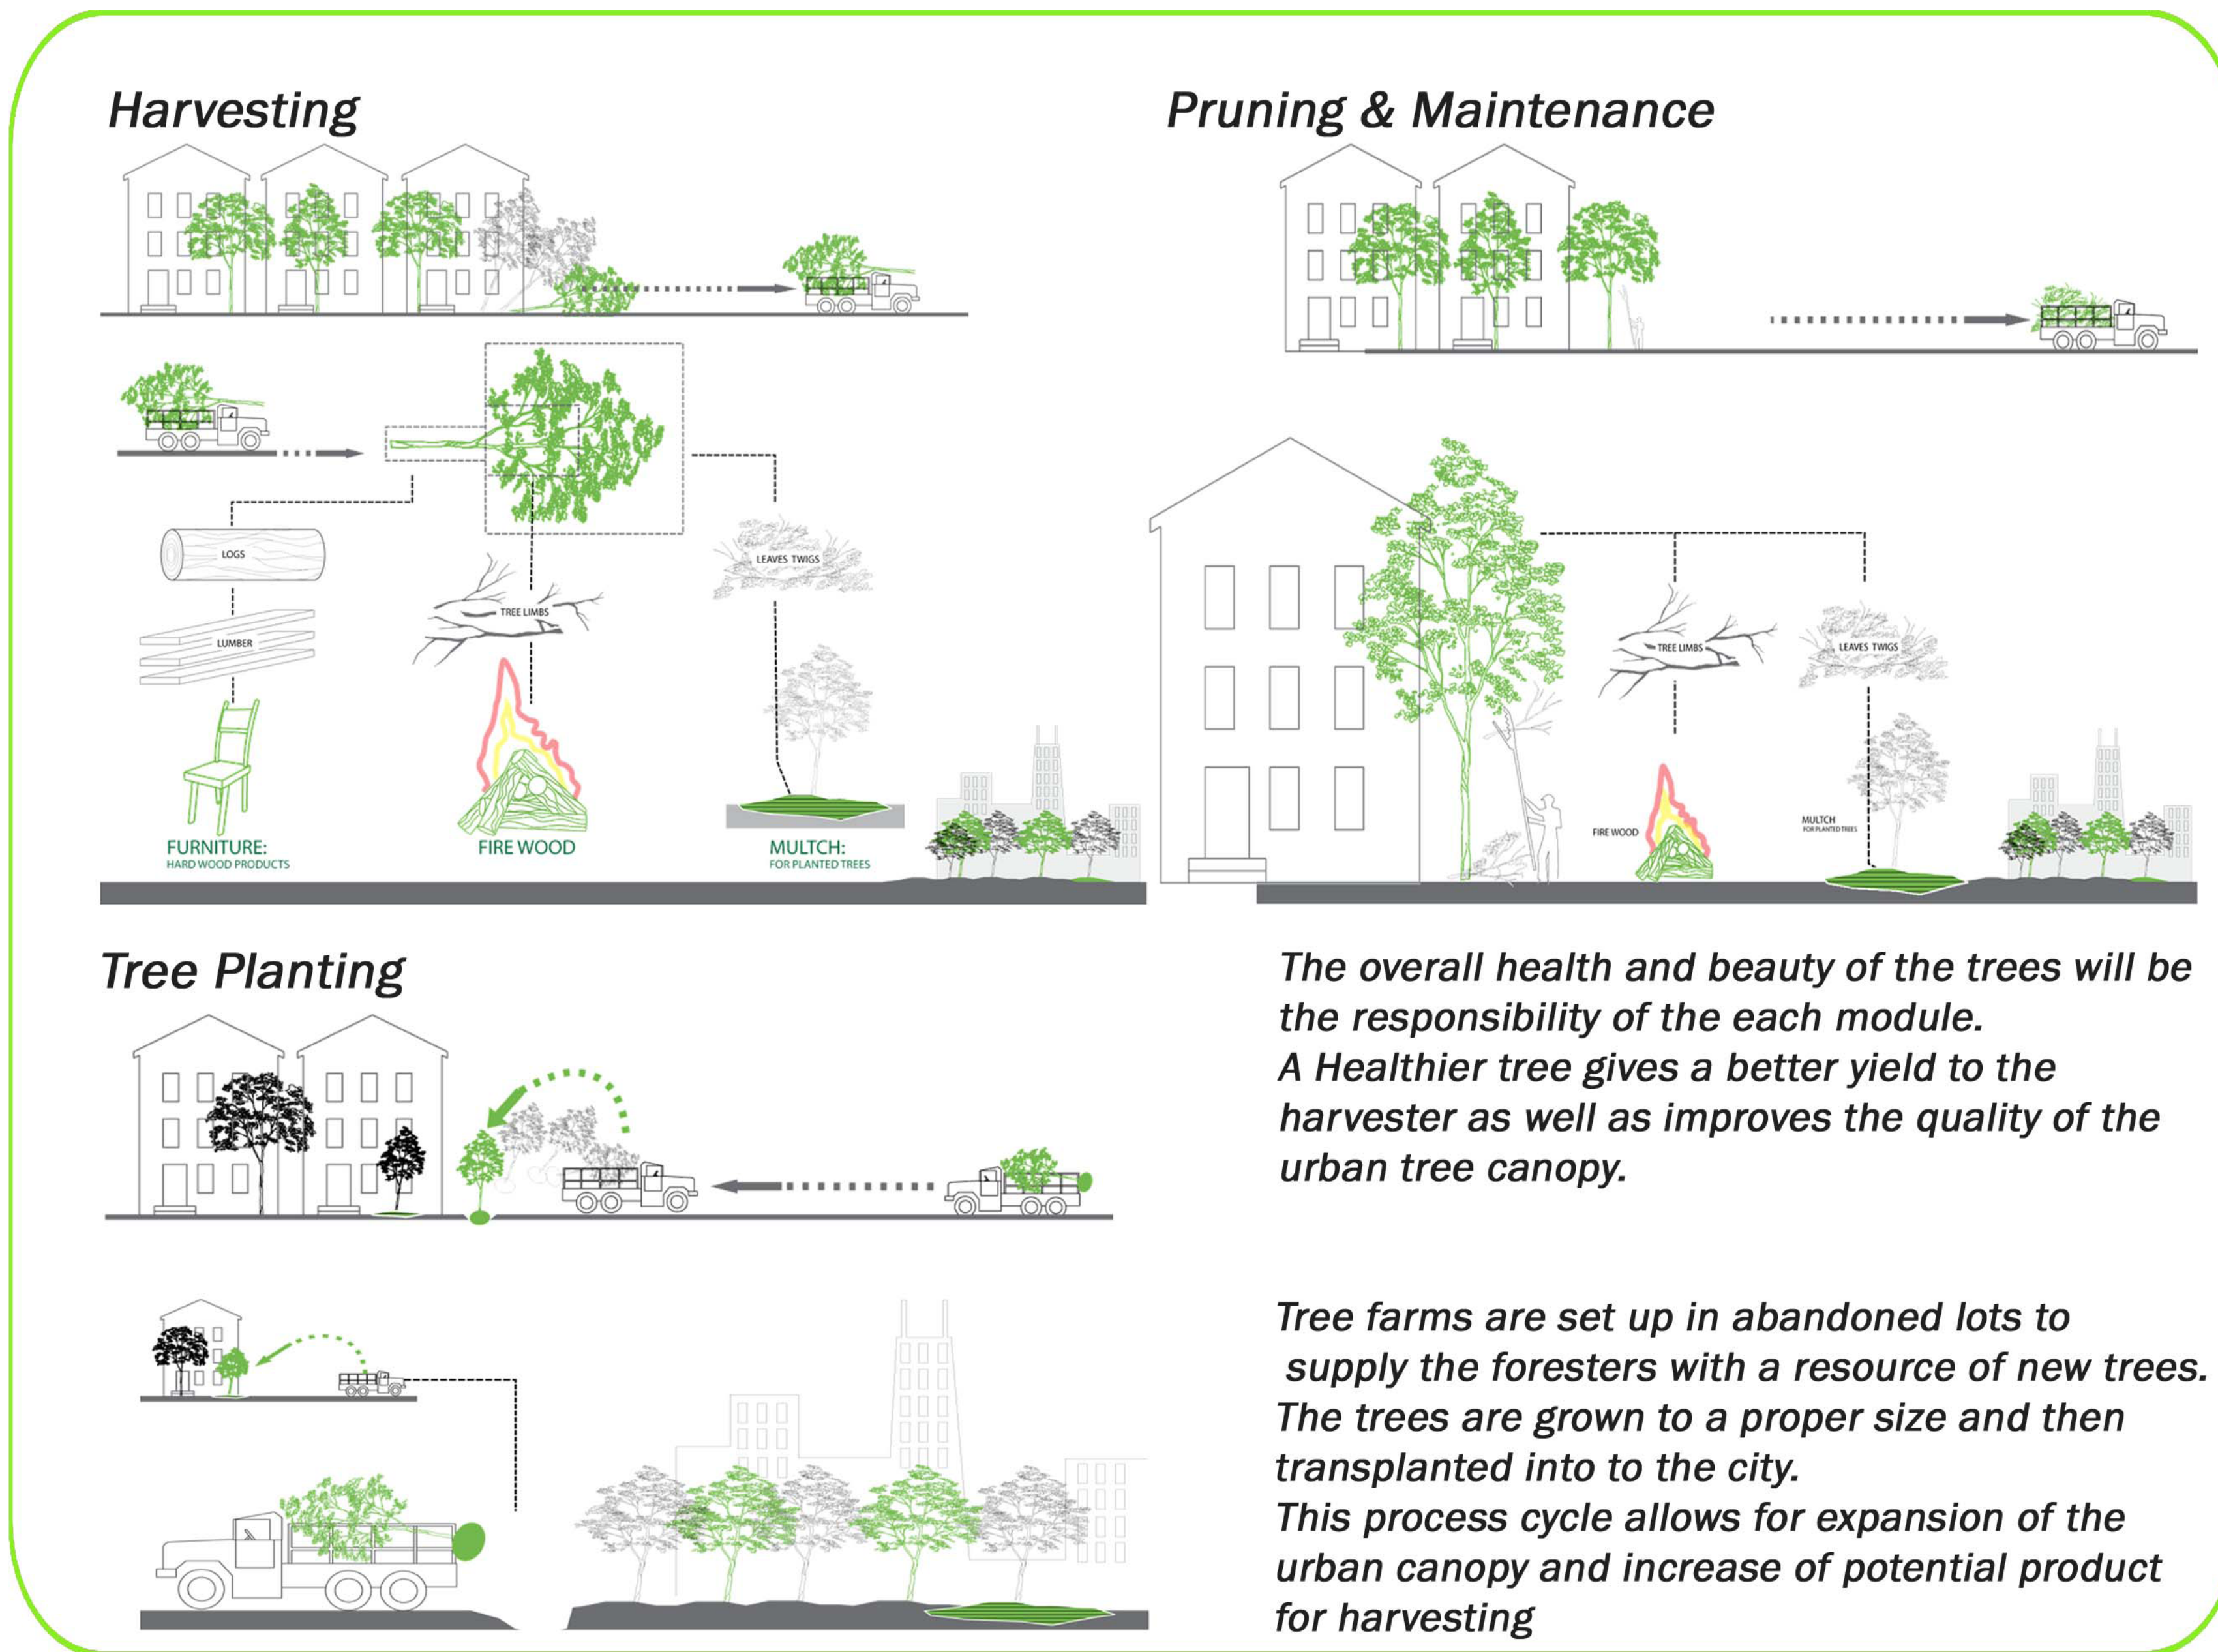 Harvesting
LOGS
LUMBER
TREE LIMBS
LEAVES TWIGS
FURNITURE:
HARD WOOD PRODUCTS
FIRE WOOD
MULTCH:
FOR PLANTED TREES
Pruning & Maintenance
TREE LIMBS
LEAVES TWIGS
FIRE WOOD
MULTCH
FOR PLANTED TREES
Tree Planting
The overall health and beauty of the trees will be
the responsibility of the each module.
A Healthier tree gives a better yield to the
harvester as well as improves the quality of the
urban tree canopy.
Tree farms are set up in abandoned lots to
supply the foresters with a resource of new trees.
The trees are grown to a proper size and then
transplanted into to the city.
This process cycle allows for expansion of the
urban canopy and increase of potential product
for harvesting